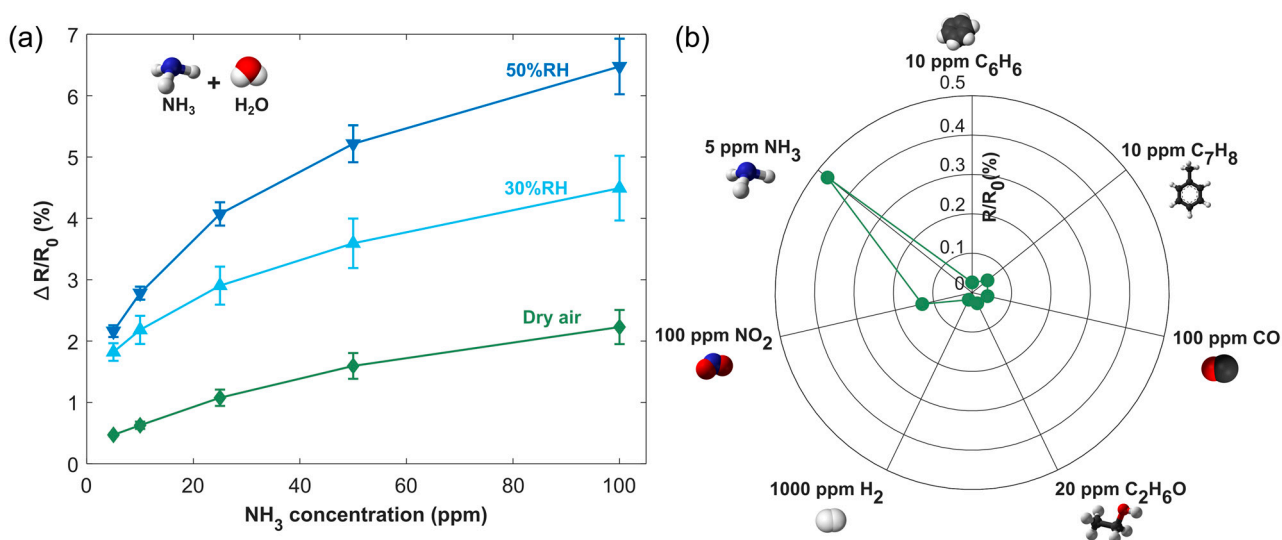 (a)
7
6
5
4
3
2
1
0
Δ R/R0 (%)
0
20
40
60
80
100
NH3 concentration (ppm)
NH3
+
H2O
50%RH
30%RH
Dry air
(b)
10 ppm C6H6
10 ppm C7H8
100 ppm CO
20 ppm C2H6O
1000 ppm H2
100 ppm NO2
5 ppm NH3
0.5
0.4
0.3
0.2
0.1
0
R/R0(%)